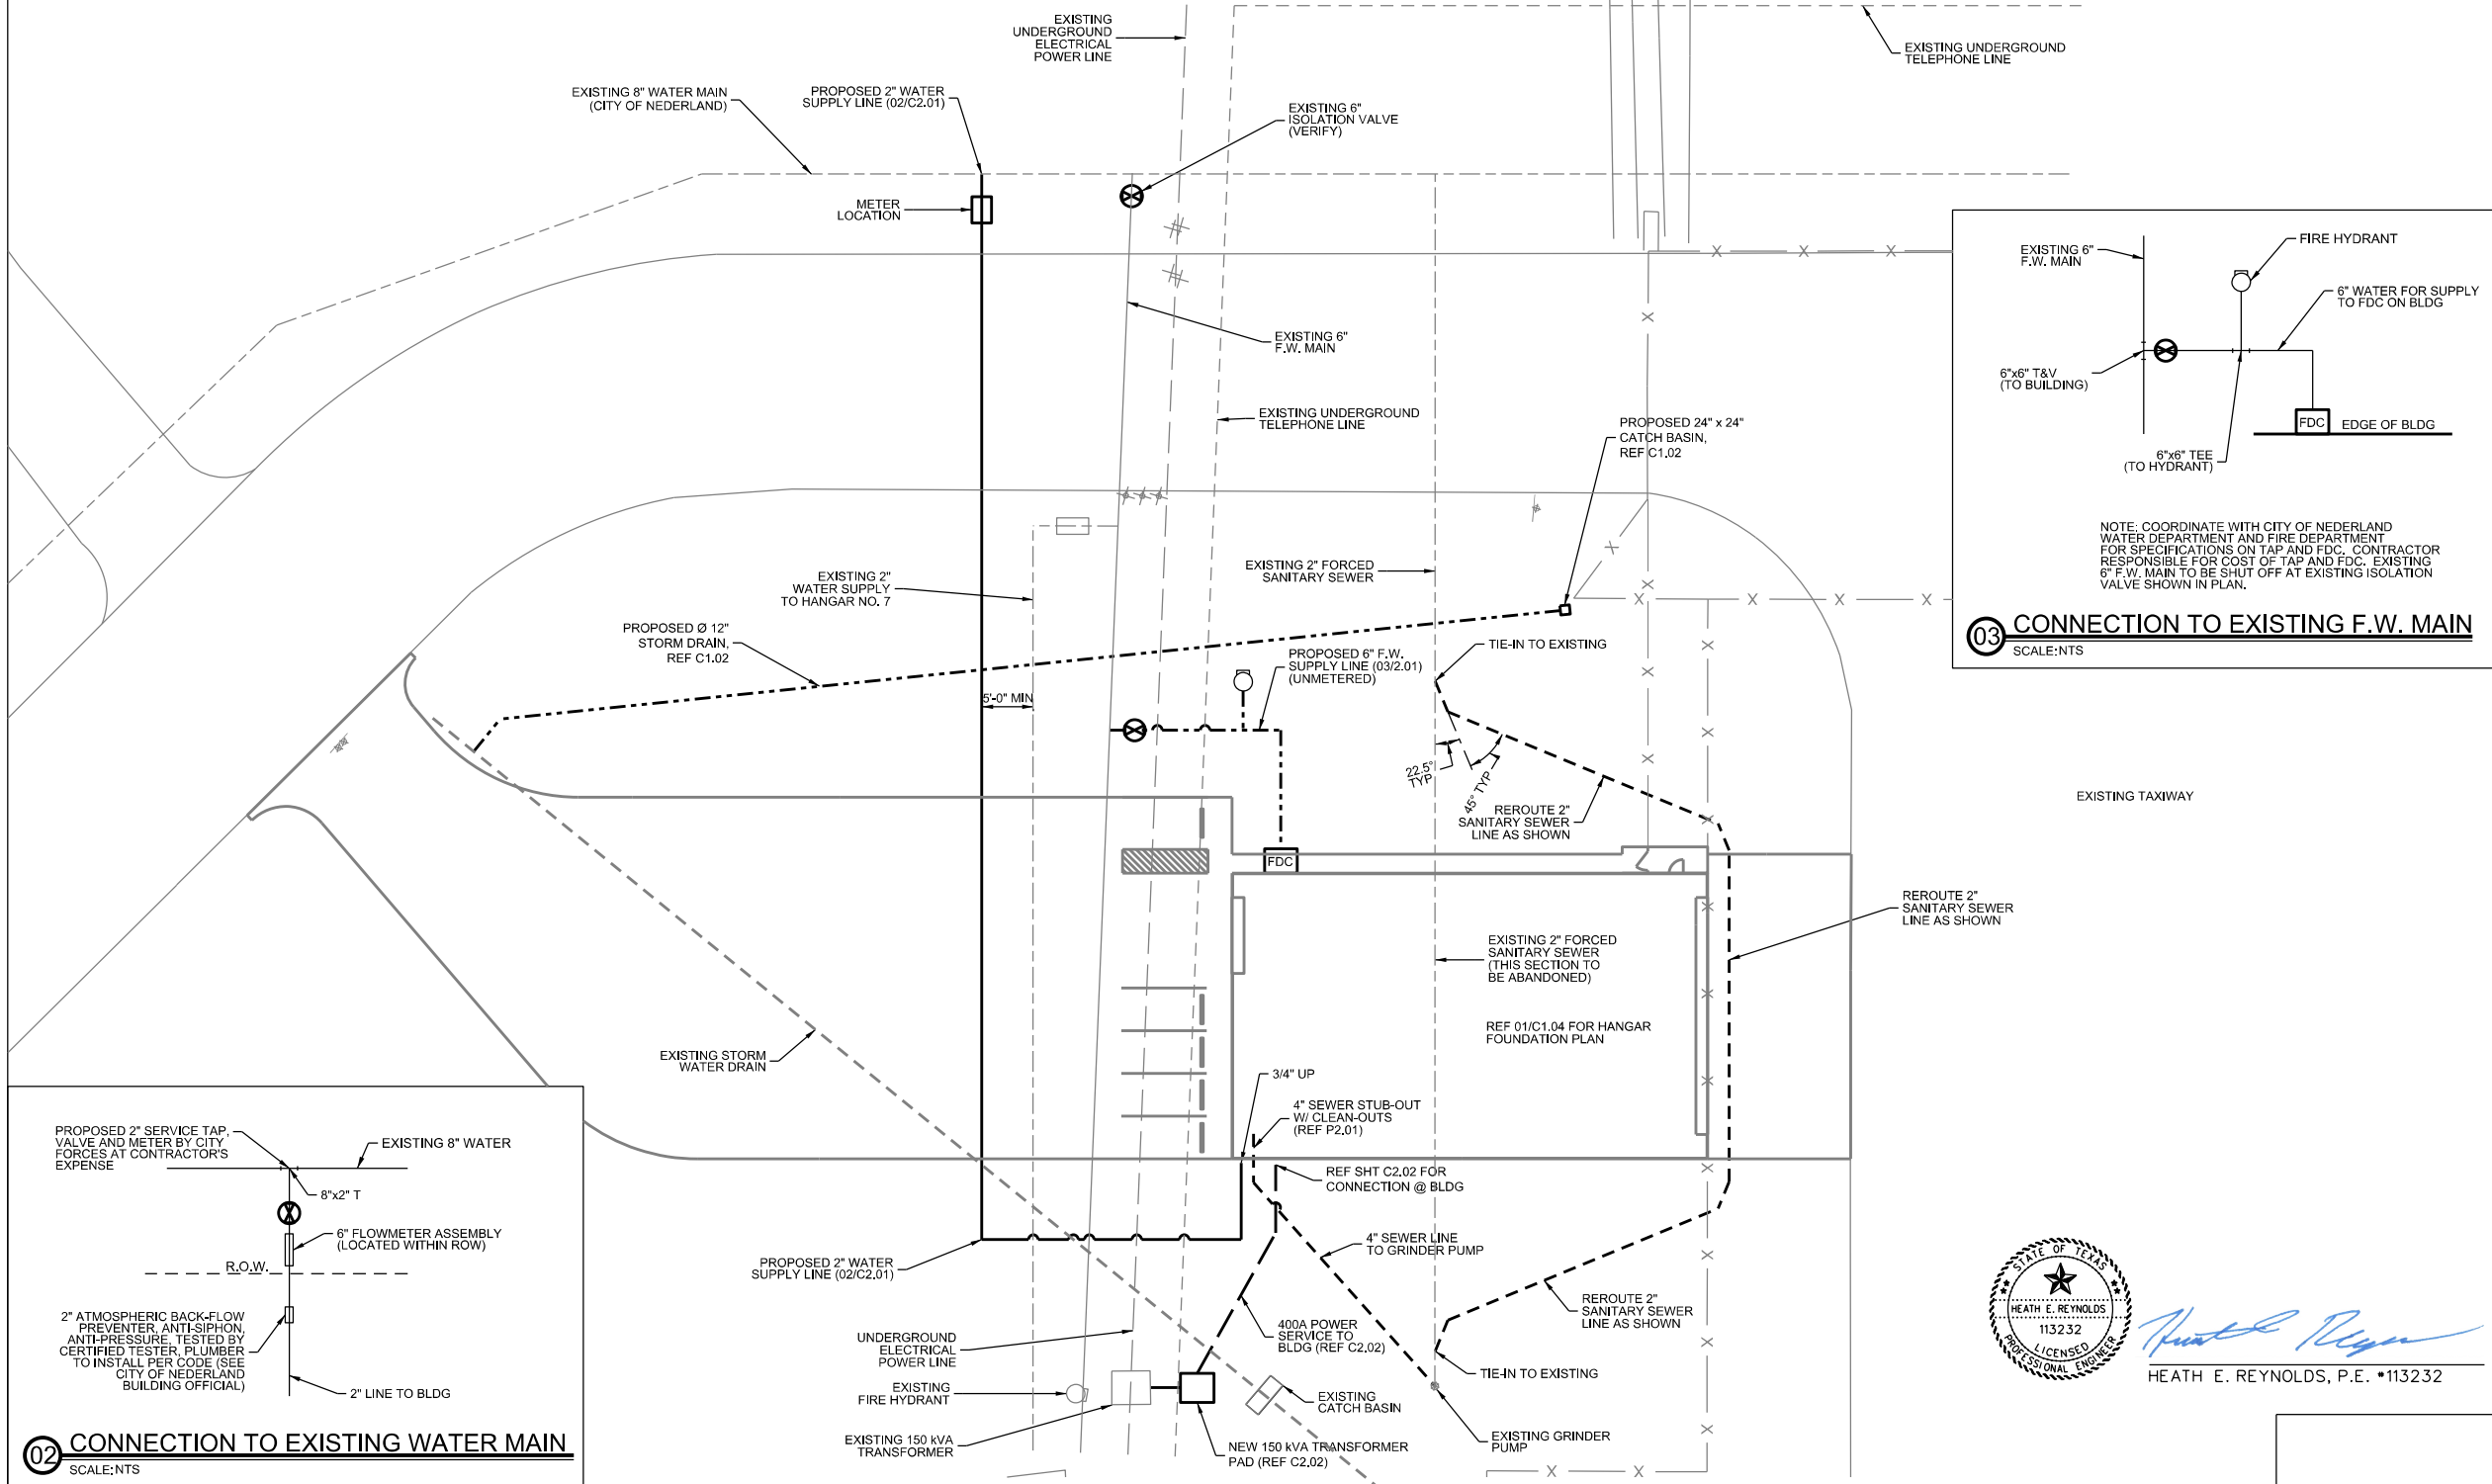 EXISTING
UNDERGROUND
ELECTRICAL
POWER LINE
EXISTING UNDERGROUND
TELEPHONE LINE
EXISTING 8" WATER MAIN
(CITY OF NEDERLAND)
PROPOSED 2" WATER
SUPPLY LINE (02/C2.01)
EXISTING 6"
ISOLATION VALVE
(VERIFY)
METER
LOCATION
EXISTING 6"
F.W. MAIN
EXISTING UNDERGROUND
TELEPHONE LINE
PROPOSED 24" x 24"
CATCH BASIN,
REF C1.02
EXISTING 2"
WATER SUPPLY
TO HANGAR NO. 7
EXISTING 2" FORCED
SANITARY SEWER
PROPOSED Ø 12"
STORM DRAIN,
REF C1.02
5'-0" MIN
PROPOSED 6" F.W.
SUPPLY LINE (03/2.01)
(UNMETERED)
TIE-IN TO EXISTING
22.5°
TYP
45° TYP
REROUTE 2"
SANITARY SEWER
LINE AS SHOWN
EXISTING TAXIWAY
FDC
REROUTE 2"
SANITARY SEWER
LINE AS SHOWN
EXISTING 2" FORCED
SANITARY SEWER
(THIS SECTION TO
BE ABANDONED)
REF 01/C1.04 FOR HANGAR
FOUNDATION PLAN
EXISTING STORM
WATER DRAIN
3/4" UP
4" SEWER STUB-OUT
W/ CLEAN-OUTS
(REF P2.01)
REF SHT C2.02 FOR
CONNECTION @ BLDG
4" SEWER LINE
TO GRINDER PUMP
PROPOSED 2" WATER
SUPPLY LINE (02/C2.01)
REROUTE 2"
SANITARY SEWER
LINE AS SHOWN
400A POWER
SERVICE TO
BLDG (REF C2.02)
UNDERGROUND
ELECTRICAL
POWER LINE
TIE-IN TO EXISTING
EXISTING
FIRE HYDRANT
EXISTING
CATCH BASIN
EXISTING 150 kVA
TRANSFORMER
NEW 150 kVA TRANSFORMER
PAD (REF C2.02)
EXISTING GRINDER
PUMP
EXISTING 6"
F.W. MAIN
FIRE HYDRANT
6" WATER FOR SUPPLY
TO FDC ON BLDG
6"x6" T&V
(TO BUILDING)
FDC
EDGE OF BLDG
6"x6" TEE
(TO HYDRANT)
NOTE: COORDINATE WITH CITY OF NEDERLAND
WATER DEPARTMENT AND FIRE DEPARTMENT
FOR SPECIFICATIONS ON TAP AND FDC. CONTRACTOR
RESPONSIBLE FOR COST OF TAP AND FDC. EXISTING
6" F.W. MAIN TO BE SHUT OFF AT EXISTING ISOLATION
VALVE SHOWN IN PLAN.
03 CONNECTION TO EXISTING F.W. MAIN
SCALE:NTS
PROPOSED 2" SERVICE TAP,
VALVE AND METER BY CITY
FORCES AT CONTRACTOR'S
EXPENSE
EXISTING 8" WATER
8"x2" T
6" FLOWMETER ASSEMBLY
(LOCATED WITHIN ROW)
R.O.W.
2" ATMOSPHERIC BACK-FLOW
PREVENTER, ANTI-SIPHON,
ANTI-PRESSURE, TESTED BY
CERTIFIED TESTER, PLUMBER
TO INSTALL PER CODE (SEE
CITY OF NEDERLAND
BUILDING OFFICIAL)
2" LINE TO BLDG
02 CONNECTION TO EXISTING WATER MAIN
SCALE:NTS
STATE OF TEXAS
HEATH E. REYNOLDS
113232
LICENSED
PROFESSIONAL ENGINEER
HEATH E. REYNOLDS, P.E. *113232